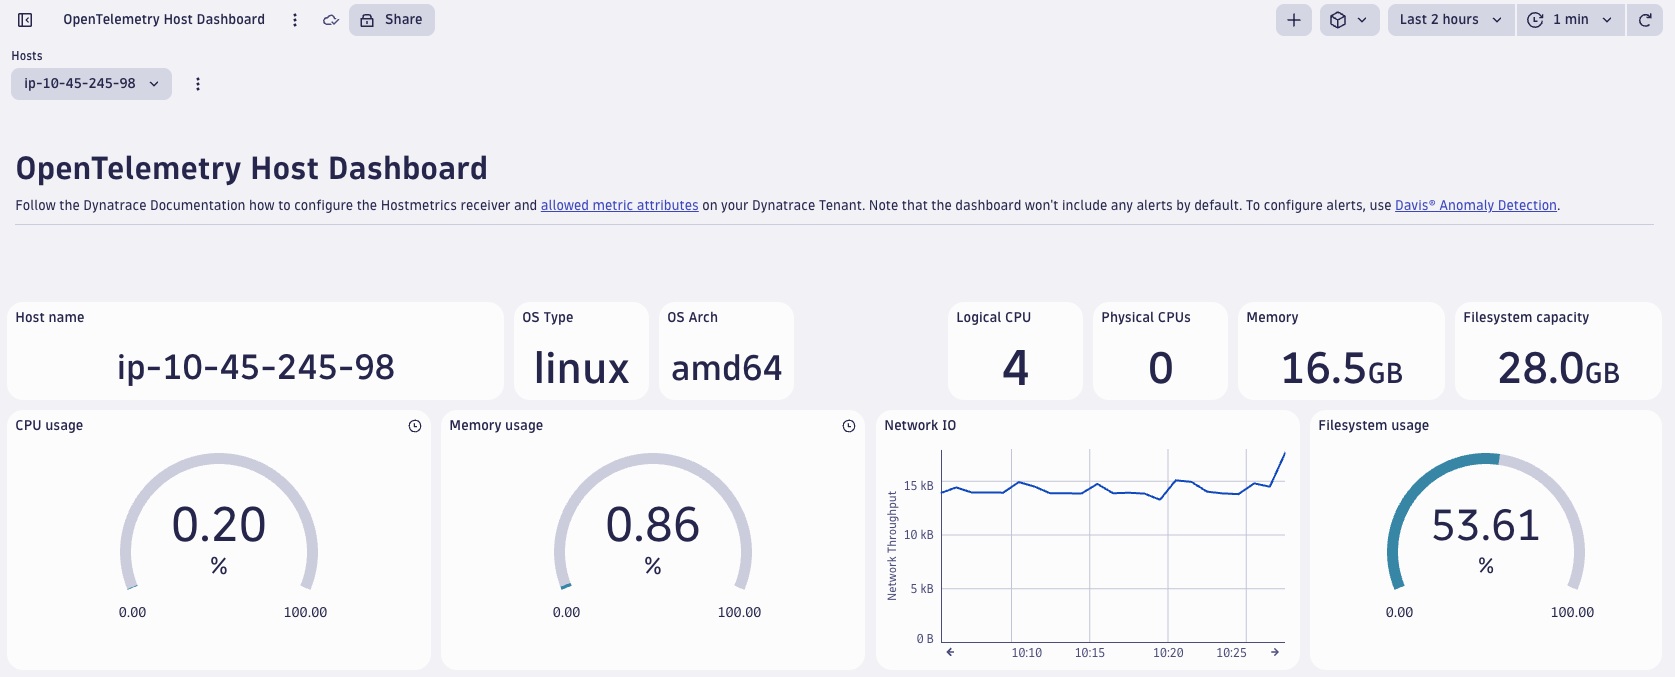 OpenTelemetry Host Dashboard
Share
Last 2 hours
1 min
Hosts
ip-10-45-245-98
OpenTelemetry Host Dashboard
Follow the Dynatrace Documentation how to configure the Hostmetrics receiver and allowed metric attributes on your Dynatrace Tenant. Note that the dashboard won't include any alerts by default. To configure alerts, use Davis® Anomaly Detection.
Host name
ip-10-45-245-98
OS Type
linux
OS Arch
amd64
Logical CPU
4
Physical CPUs
0
Memory
16.5GB
Filesystem capacity
28.0GB
CPU usage
0.20
%
0.00 100.00
Memory usage
0.86
%
0.00 100.00
Network IO
Network Throughput
15 kB
10 kB
5 kB
0 B
10:10 10:15 10:20 10:25
Filesystem usage
53.61
%
0.00 100.00